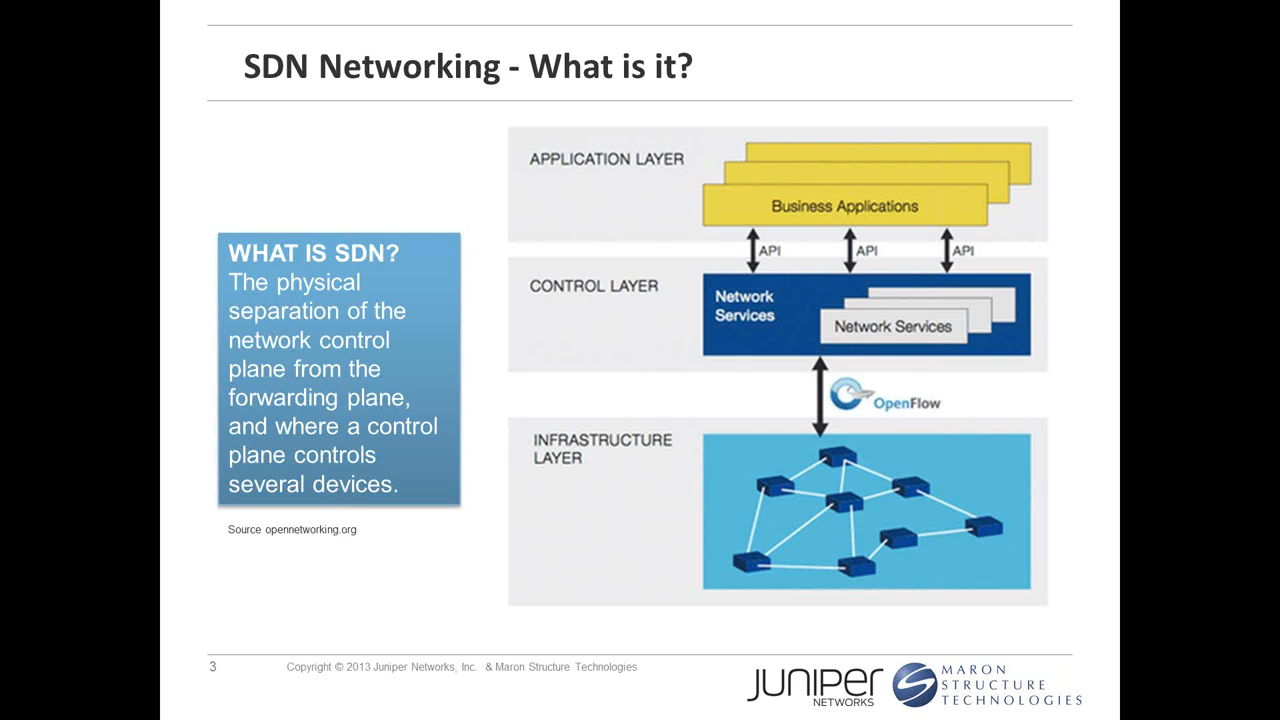 SDN Networking - What is it?
APPLICATION LAYER
Business Applications
API
API
API
WHAT IS SDN?
The physical
separation of the
network control
plane from the
forwarding plane,
and where a control
plane controls
several devices.
Source opennetworking.org
CONTROL LAYER
Network
Services
Network Services
OpenFlow
INFRASTRUCTURE
LAYER
3
Copyright © 2013 Juniper Networks, Inc. & Maron Structure Technologies
JUNIPER
NETWORKS
MARON
STRUCTURE
TECHNOLOGIES